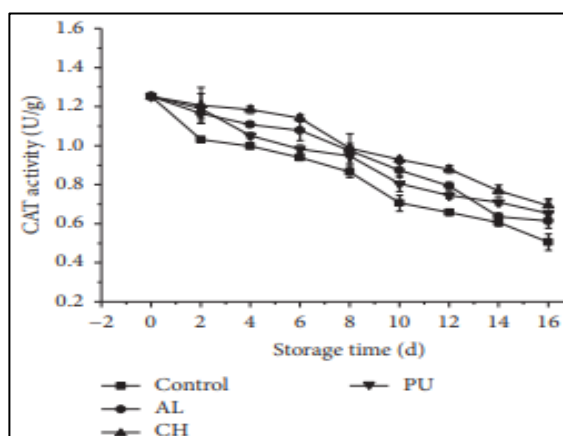 CAT activity (U/g)
1.6
1.4
1.2
1.0
0.8
0.6
0.4
0.2
−2 0 2 4 6 8 10 12 14 16
Storage time (d)
Control PU
AL
CH